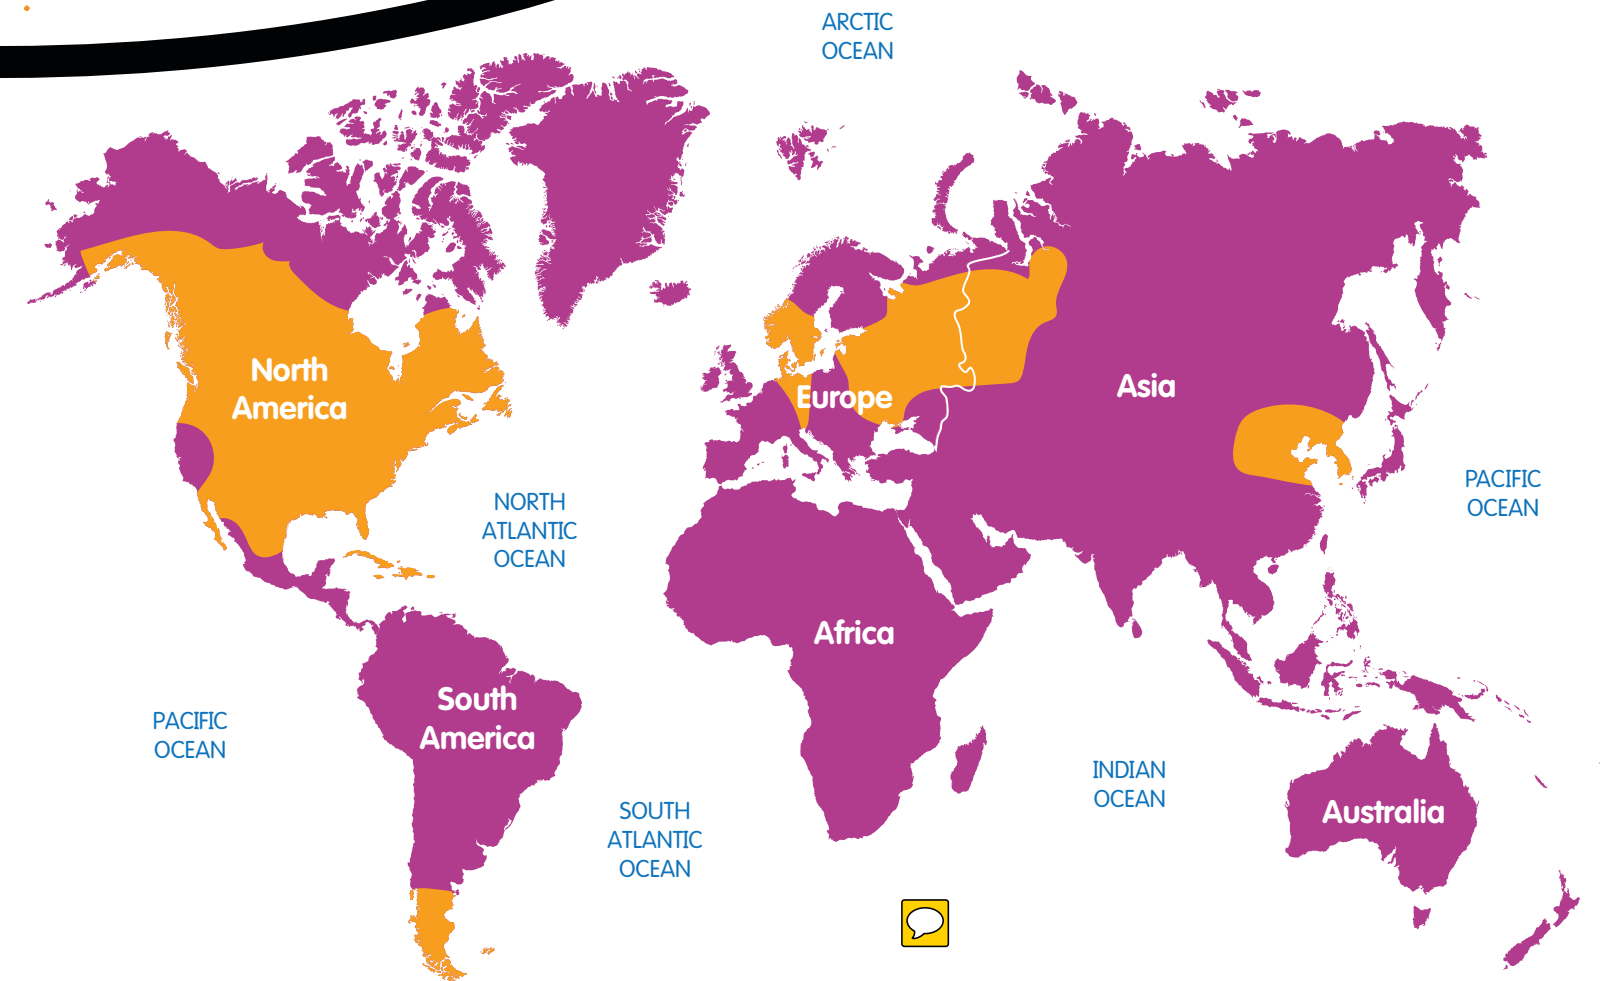 ARCTIC
OCEAN
North
America
Europe
Asia
NORTH
ATLANTIC
OCEAN
PACIFIC
OCEAN
Africa
South
America
PACIFIC
OCEAN
INDIAN
OCEAN
SOUTH
ATLANTIC
OCEAN
Australia